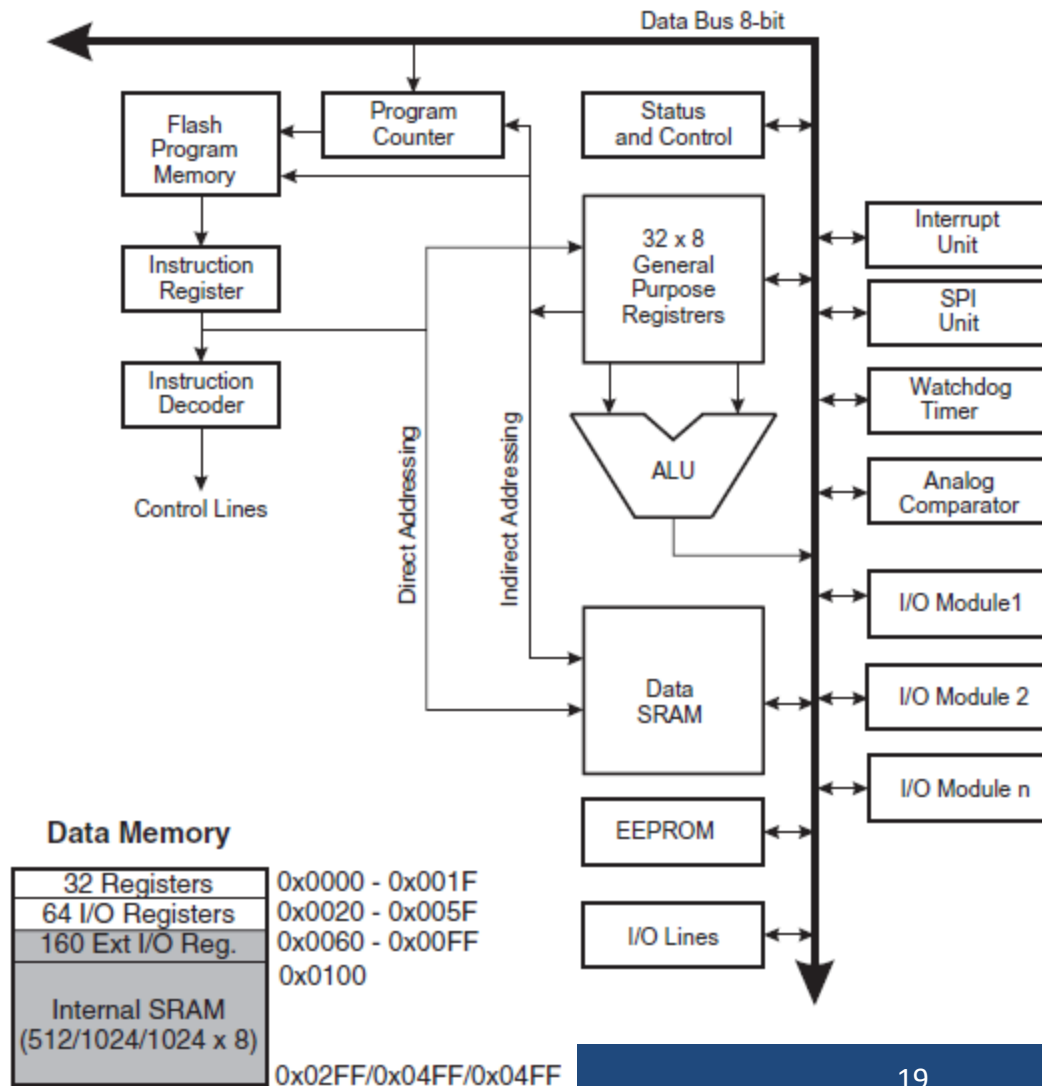 Data Bus 8-bit
Flash
Program
Memory
Program
Counter
Status
and Control
32 x 8
General
Purpose
Registrers
Instruction
Register
Instruction
Decoder
Control Lines
Direct Addressing
Indirect Addressing
ALU
Interrupt
Unit
SPI
Unit
Watchdog
Timer
Analog
Comparator
I/O Module1
Data
SRAM
I/O Module 2
I/O Module n
EEPROM
I/O Lines
Data Memory
32 Registers 0x0000 - 0x001F
64 I/O Registers 0x0020 - 0x005F
160 Ext I/O Reg. 0x0060 - 0x00FF
0x0100
Internal SRAM
(512/1024/1024 x 8)
0x02FF/0x04FF/0x04FF
19